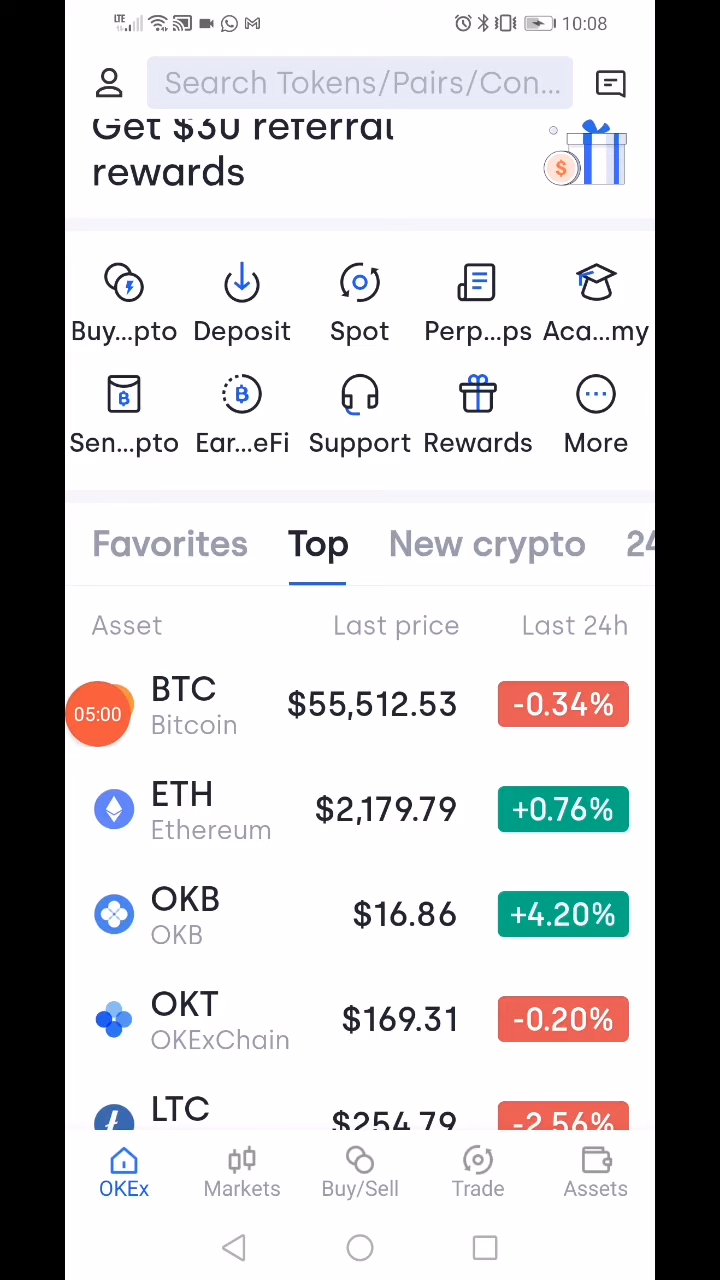 LTE 10:08
Search Tokens/Pairs/Con...
Get $30 referral
rewards
Buy...pto Deposit Spot Perp...ps Aca...my
Sen...pto Ear...eFi Support Rewards More
Favorites Top New crypto 24
Asset Last price Last 24h
BTC $55,512.53 -0.34%
Bitcoin
05:00
ETH $2,179.79 +0.76%
Ethereum
OKB $16.86 +4.20%
OKB
OKT $169.31 -0.20%
OKExChain
LTC $254.79 -2.56%
OKEx Markets Buy/Sell Trade Assets